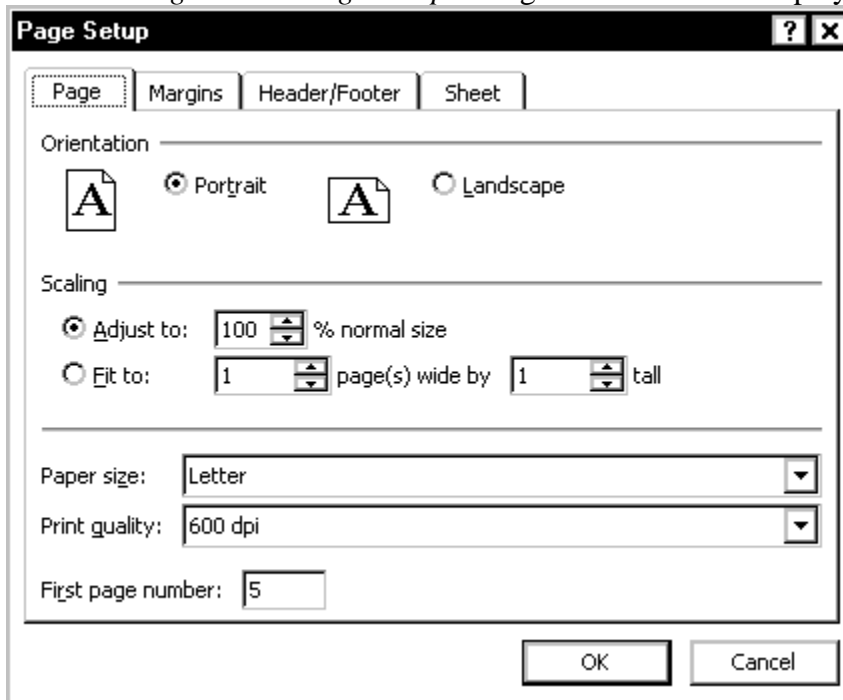 Page Setup ? X
Page Margins Header/Footer Sheet
Orientation
A Portrait A Landscape
Scaling
Adjust to: 100 % normal size
Fit to: 1 page(s) wide by 1 tall
Paper size: Letter
Print quality: 600 dpi
First page number: 5
OK Cancel